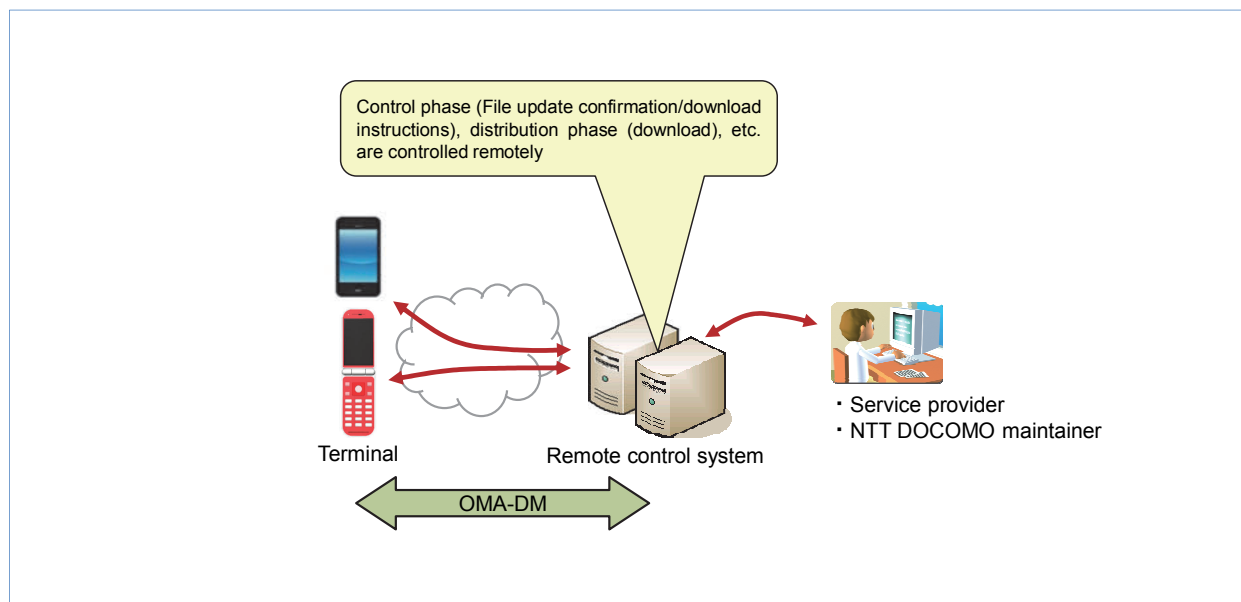 Control phase (File update confirmation/download
instructions), distribution phase (download), etc.
are controlled remotely
Terminal
Remote control system
・Service provider
・NTT DOCOMO maintainer
OMA-DM